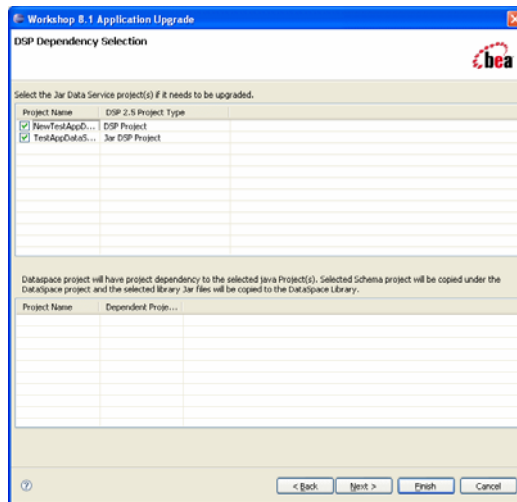 Workshop 8.1 Application Upgrade
DSP Dependency Selection
bea
Select the Jar Data Service project(s) if it needs to be upgraded.
Project Name DSP 2.5 Project Type
NewTestAppD... DSP Project
TestAppDataS... Jar DSP Project
Dataspace project will have project dependency to the selected java Project(s). Selected Schema project will be copied under the
DataSpace project and the selected library Jar files will be copied to the DataSpace Library.
Project Name Dependent Proje...
?
< Back Next > Finish Cancel